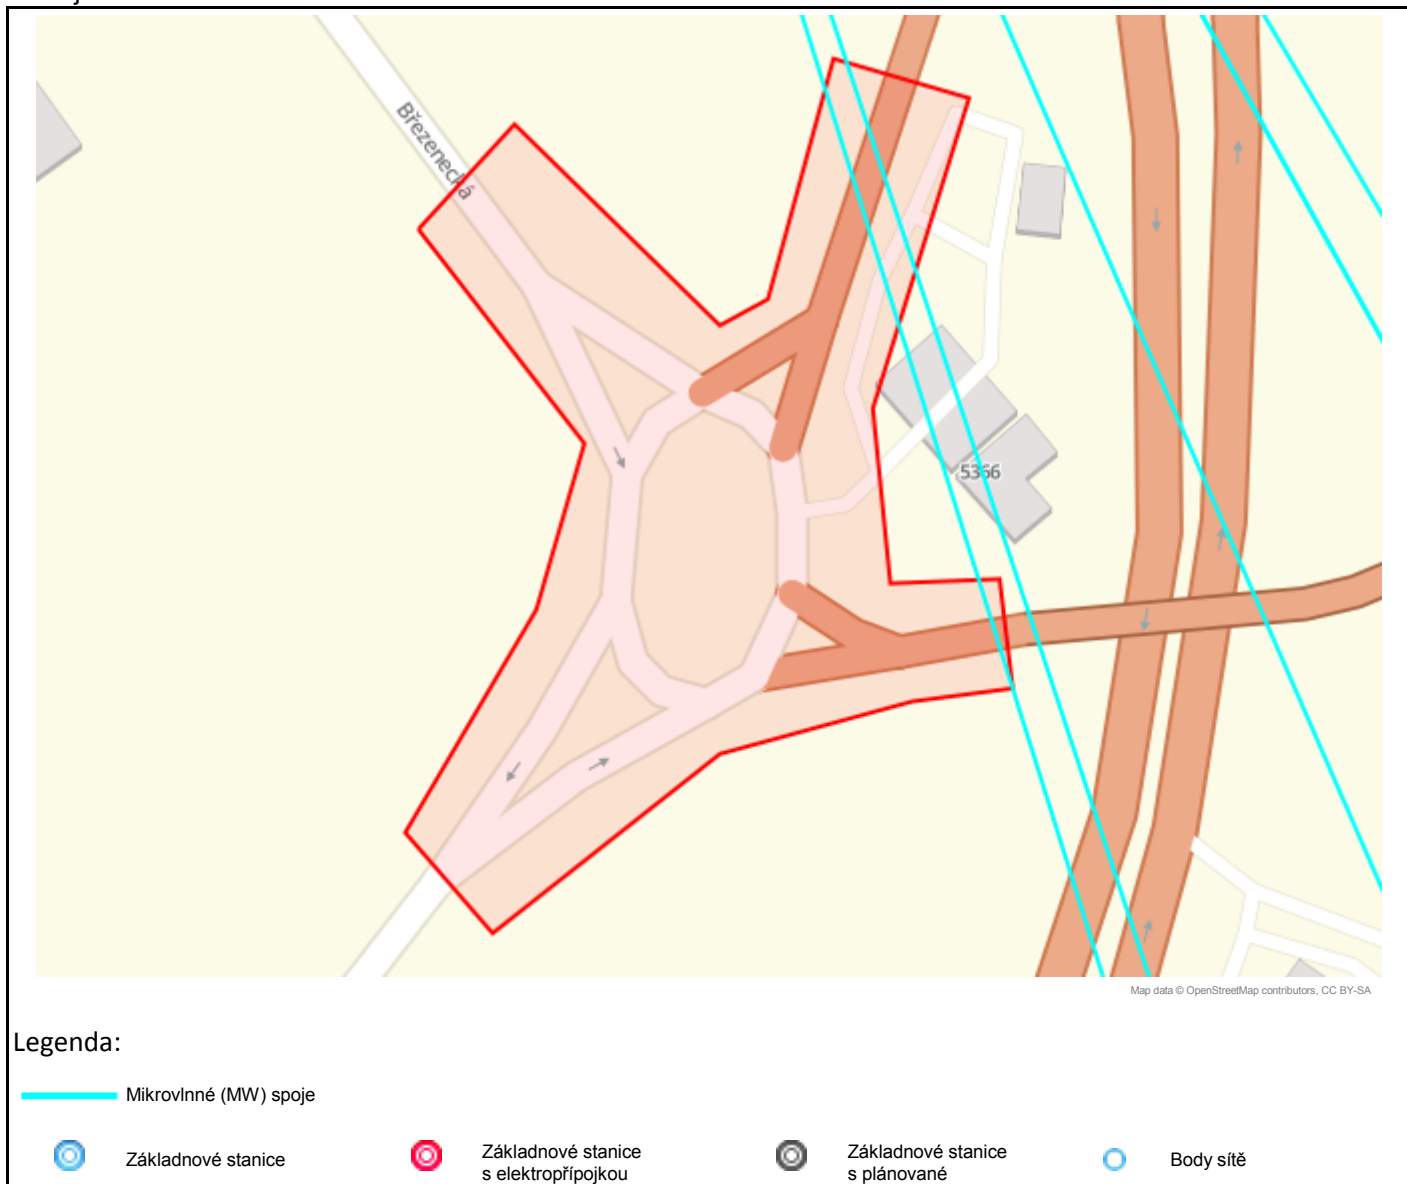 Březenecká
5366
Map data © OpenStreetMap contributors, CC BY-SA
Legenda:
Mikrovlnné (MW) spoje
Základnové stanice
Základnové stanice
s elektropřípojkou
Základnové stanice
s plánované
Body sítě